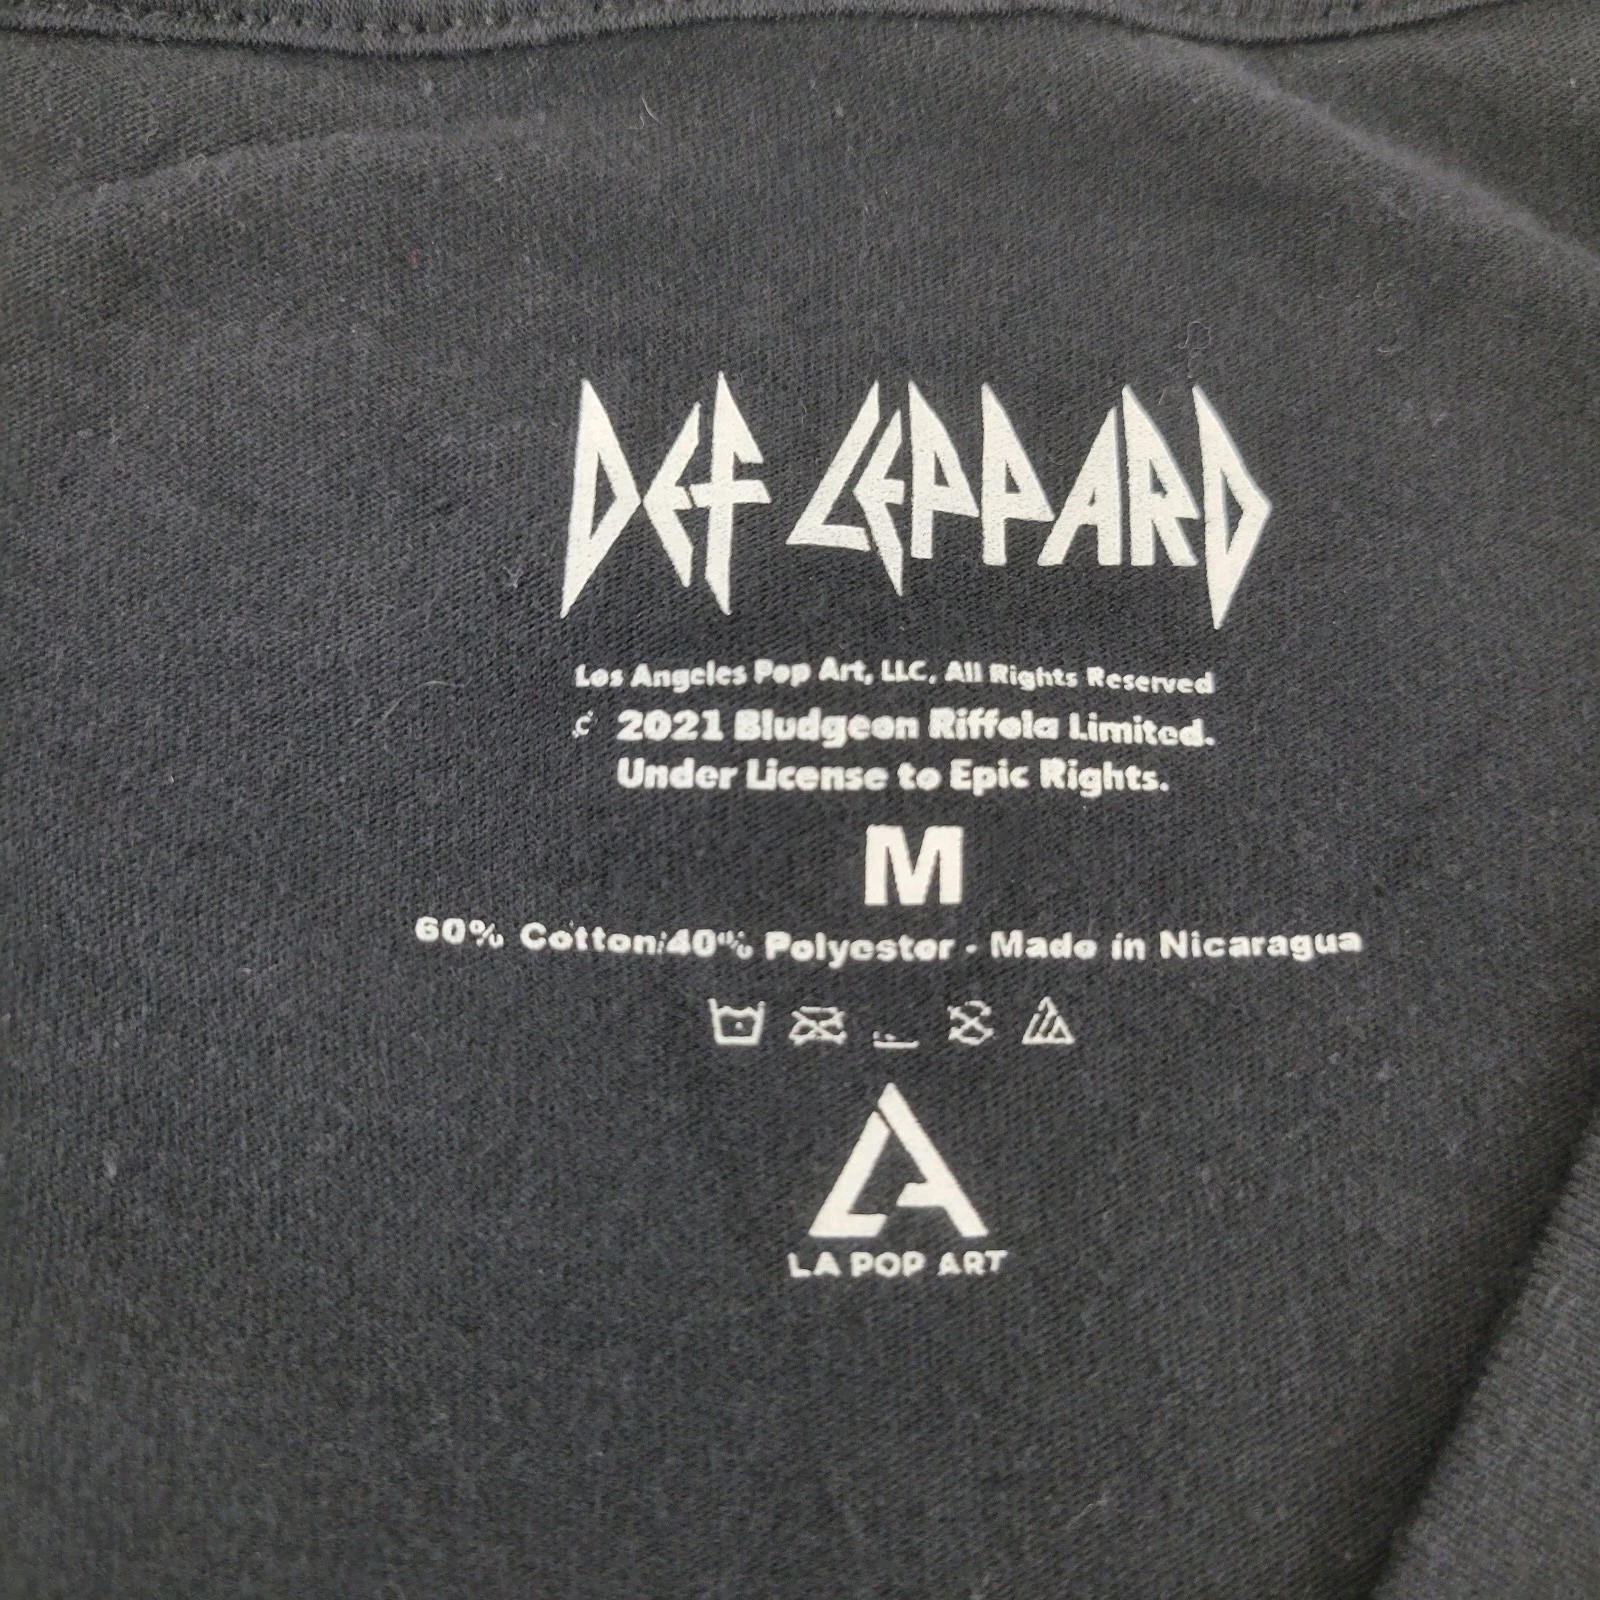 DEF LEPPARD
Los Angeles Pop Art, LLC, All Rights Reserved
© 2021 Bludgeon Riffola Limited.
Under License to Epic Rights.
M
60% Cotton/40% Polyester - Made in Nicaragua
LA
LA POP ART